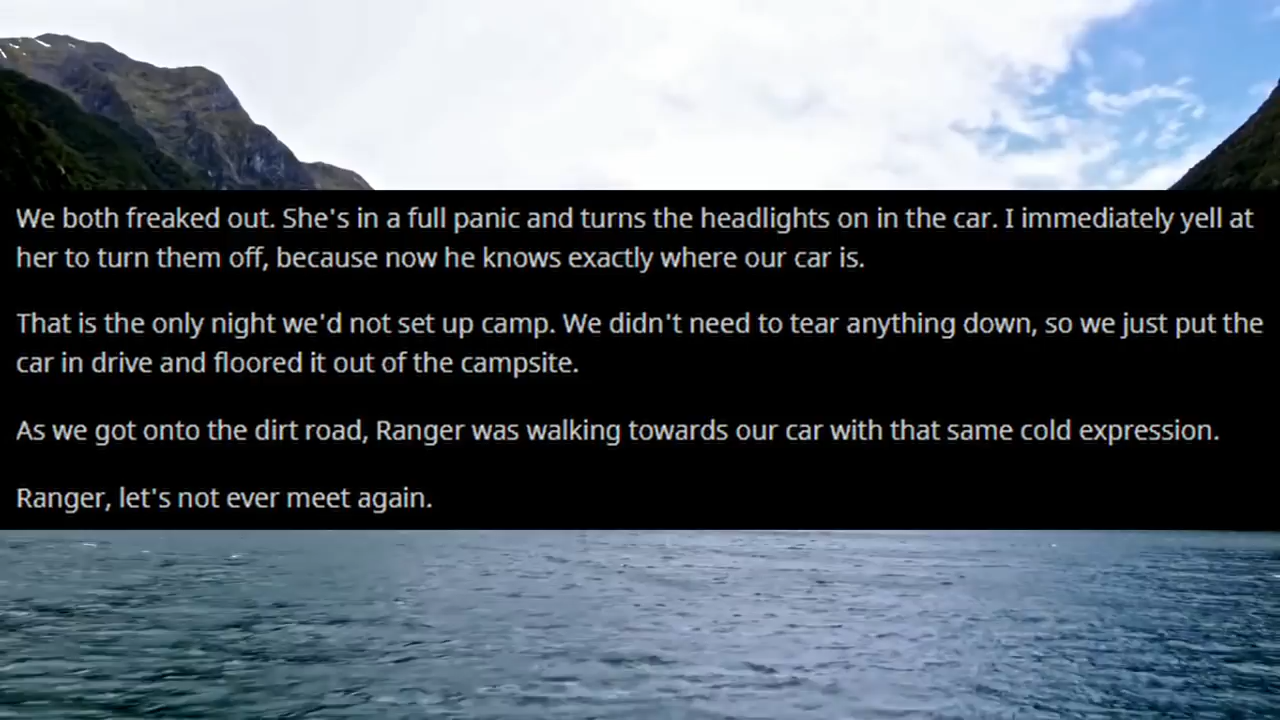 We both freaked out. She's in a full panic and turns the headlights on in the car. I immediately yell at
her to turn them off, because now he knows exactly where our car is.
That is the only night we'd not set up camp. We didn't need to tear anything down, so we just put the
car in drive and floored it out of the campsite.
As we got onto the dirt road, Ranger was walking towards our car with that same cold expression.
Ranger, let's not ever meet again.